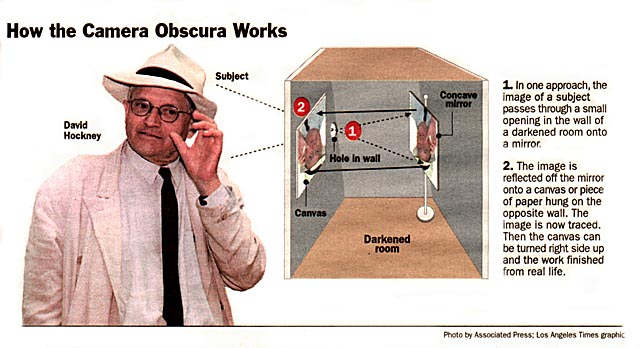 How the Camera Obscura Works
Subject
David
Hockney
2
1
Concave
mirror
Hole in wall
Canvas
Darkened
room
1. In one approach, the
image of a subject
passes through a small
opening in the wall of
a darkened room onto
a mirror.
2. The image is
reflected off the mirror
onto a canvas or piece
of paper hung on the
opposite wall. The
image is now traced.
Then the canvas can
be turned right side up
and the work finished
from real life.
Photo by Associated Press; Los Angeles Times graphic